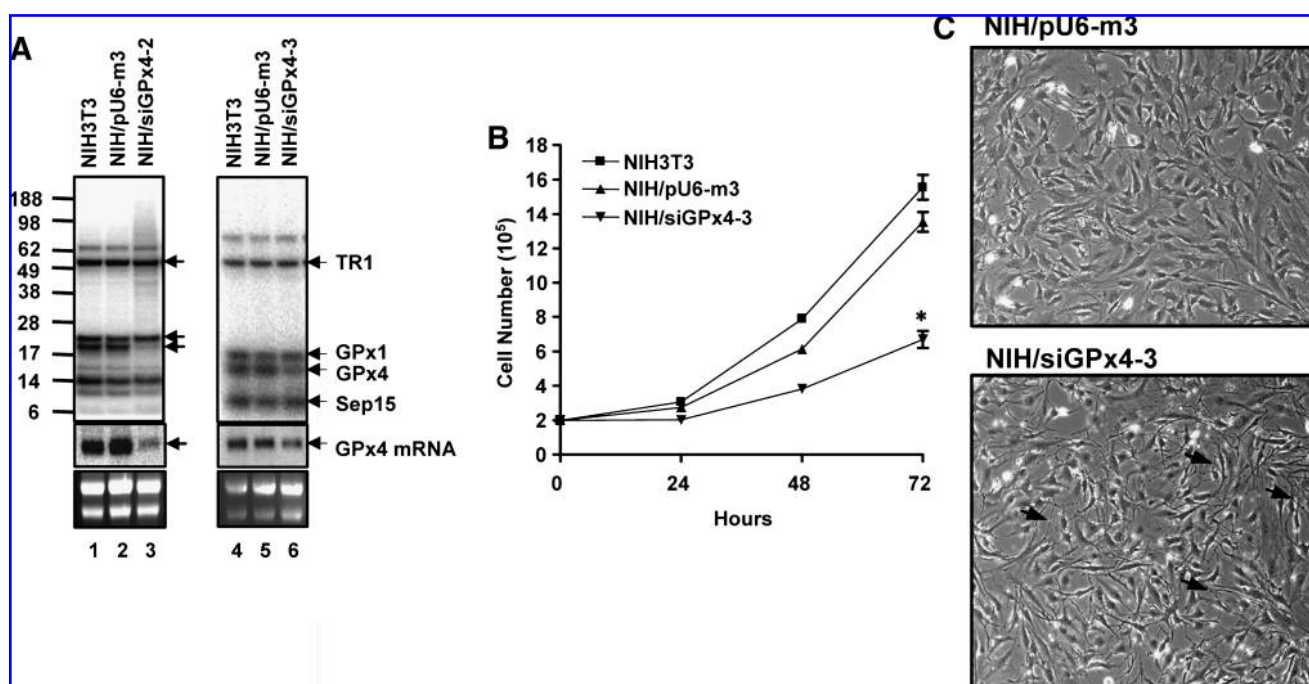 A
NIH3T3
NIH/pU6-m3
NIH/siGPx4-2
NIH3T3
NIH/pU6-m3
NIH/siGPx4-3
188
98
62
49
38
28
17
14
6
TR1
GPx1
GPx4
Sep15
GPx4 mRNA
1 2 3 4 5 6
B
NIH3T3
NIH/pU6-m3
NIH/siGPx4-3
Cell Number (10⁵)
18
16
14
12
10
8
6
4
2
0
*
0 24 48 72
Hours
C
NIH/pU6-m3
NIH/siGPx4-3